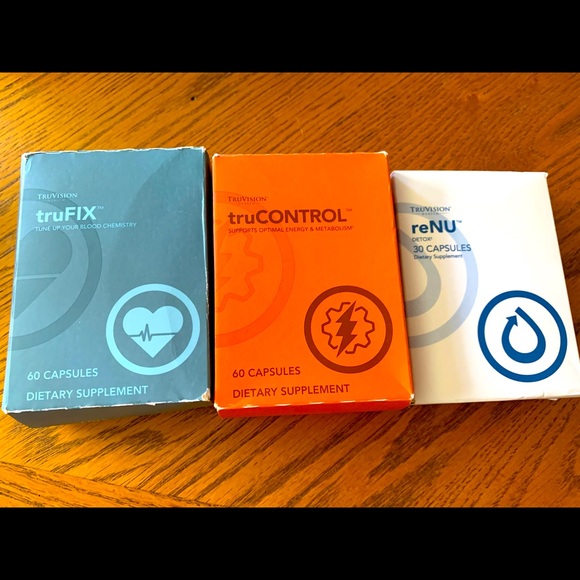 TRUVISION
truFIX™
TUNE UP YOUR BLOOD CHEMISTRY
60 CAPSULES
DIETARY SUPPLEMENT
TRUVISION
truCONTROL™
SUPPORTS OPTIMAL ENERGY & METABOLISM
60 CAPSULES
DIETARY SUPPLEMENT
TRUVISION
HEALTH
reNU™
DETOX
30 CAPSULES
Dietary Supplement